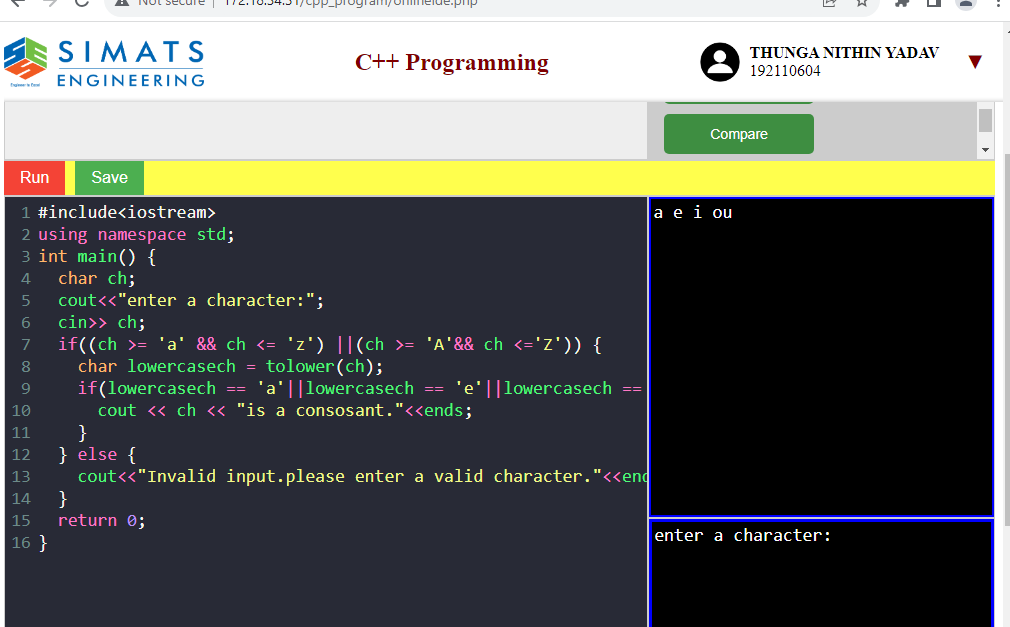 Not secure | 172.18.54.51/cpp_program/onlineide.php
SIMATS
ENGINEERING
Engineer to Excel
C++ Programming
THUNGA NITHIN YADAV
192110604
Compare
Run Save
1 #include<iostream>
2 using namespace std;
3 int main() {
4 char ch;
5 cout<<"enter a character:";
6 cin>> ch;
7 if((ch >= 'a' && ch <= 'z') ||(ch >= 'A'&& ch <='Z')) {
8 char lowercasech = tolower(ch);
9 if(lowercasech == 'a'||lowercasech == 'e'||lowercasech ==
10 cout << ch << "is a consosant."<<ends;
11 }
12 } else {
13 cout<<"Invalid input.please enter a valid character."<<end
14 }
15 return 0;
16 }
a e i ou
enter a character: